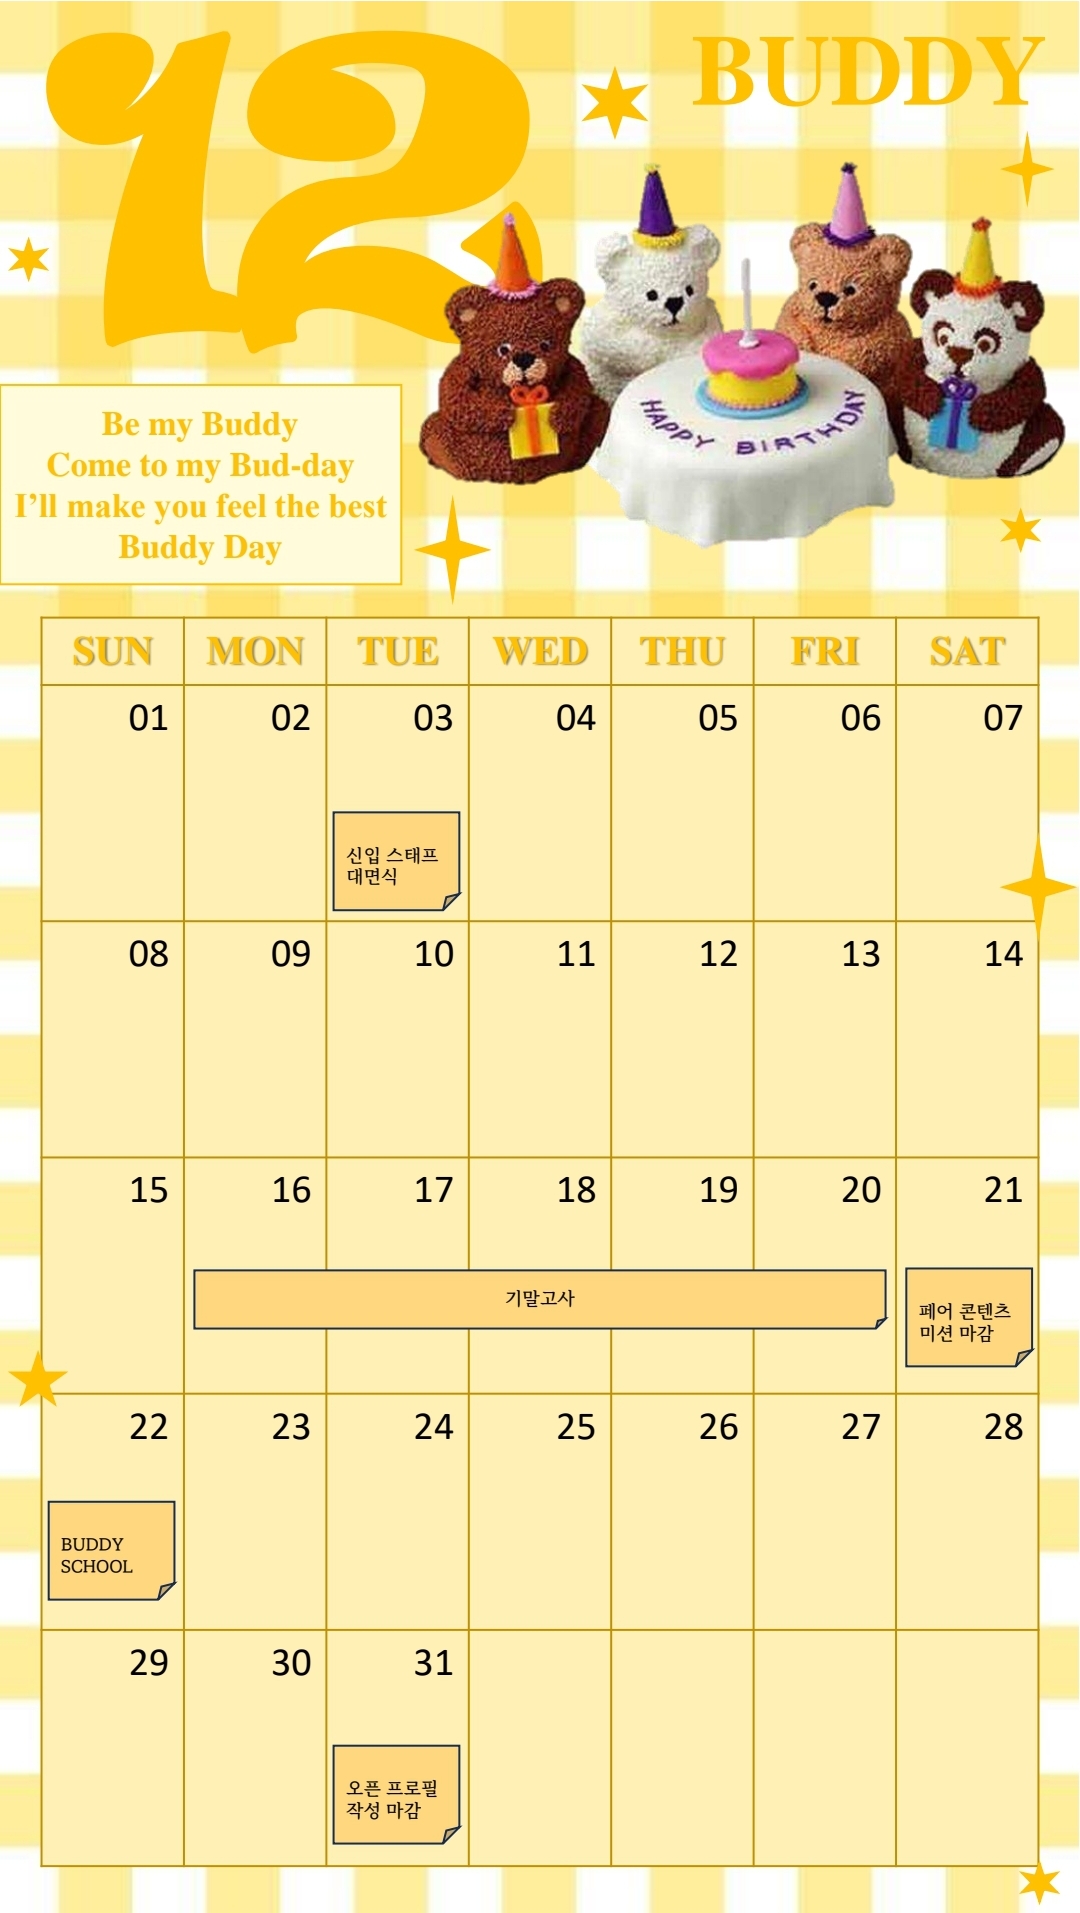 12
BUDDY
HAPPY BIRTHDAY
Be my Buddy
Come to my Bud-day
I’ll make you feel the best
Buddy Day
SUN MON TUE WED THU FRI SAT
01 02 03 04 05 06 07
신입 스태프
대면식
08 09 10 11 12 13 14
15 16 17 18 19 20 21
기말고사
페어 콘텐츠
미션 마감
22 23 24 25 26 27 28
BUDDY
SCHOOL
29 30 31
오픈 프로필
작성 마감